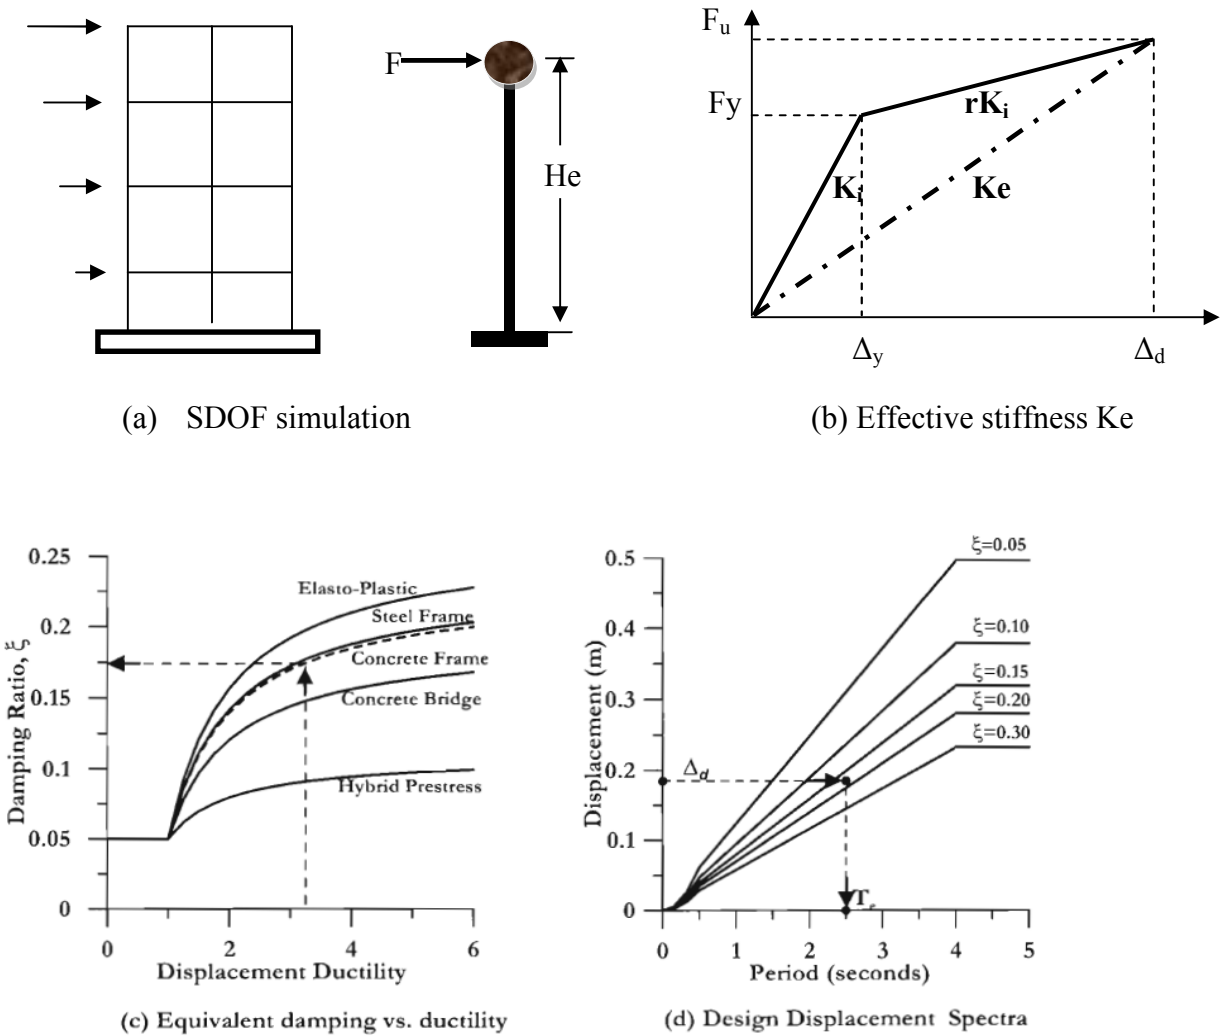 F
He
(a) SDOF simulation
Fu
Fy
rKi
Ki
Ke
Δy
Δd
(b) Effective stiffness Ke
0.25
0.2
0.15
0.1
0.05
0
Damping Ratio, ξ
Elasto-Plastic
Steel Frame
Concrete Frame
Concrete Bridge
Hybrid Prestress
0 2 4 6
Displacement Ductility
(c) Equivalent damping vs. ductility
0.5
0.4
0.3
0.2
0.1
0
Displacement (m)
ξ=0.05
ξ=0.10
ξ=0.15
ξ=0.20
ξ=0.30
Δd
Te
0 1 2 3 4 5
Period (seconds)
(d) Design Displacement Spectra